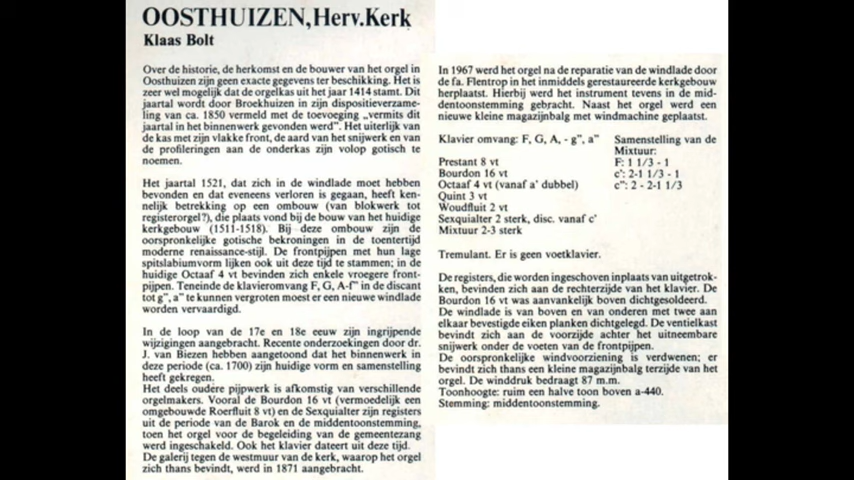 OOSTHUIZEN, Herv.Kerk
Klaas Bolt
Over de historie, de herkomst en de bouwer van het orgel in
Oosthuizen zijn geen exacte gegevens ter beschikking. Het is
zeer wel mogelijk dat de orgelkas uit het jaar 1414 stamt. Dit
jaartal wordt door Broekhuizen in zijn dispositieverzame-
ling van ca. 1850 vermeld met de toevoeging „vermits dit
jaartal in het binnenwerk gevonden werd”. Het uiterlijk van
de kas met zijn vlakke front, de aard van het snijwerk en van
de profileringen aan de onderkas zijn volop gotisch te
noemen.
Het jaartal 1521, dat zich in de windlade moet hebben
bevonden en dat eveneens verloren is gegaan, heeft ken-
nelijk betrekking op een ombouw (van blokwerk tot
registerorgel?), die plaats vond bij de bouw van het huidige
kerkgebouw (1511-1518). Bij deze ombouw zijn de
oorspronkelijke gotische bekroningen in de toentertijd
moderne renaissance-stijl. De frontpijpen met hun lage
spitslabiumvorm lijken ook uit deze tijd te stammen; in de
huidige Octaaf 4 vt bevinden zich enkele vroegere front-
pijpen. Teneinde de klavieromvang F, G, A-f” in de discant
tot g”, a” te kunnen vergroten moest er een nieuwe windlade
worden vervaardigd.
In de loop van de 17e en 18e eeuw zijn ingrijpende
wijzigingen aangebracht. Recente onderzoekingen door dr.
J. van Biezen hebben aangetoond dat het binnenwerk in
deze periode (ca. 1700) zijn huidige vorm en samenstelling
heeft gekregen.
Het deels oudere pijpwerk is afkomstig van verschillende
orgelmakers. Vooral de Bourdon 16 vt (vermoedelijk een
omgebouwde Roerfluit 8 vt) en de Sexquialter zijn registers
uit de periode van de Barok en de middentoonstemming,
toen het orgel voor de begeleiding van de gemeentezang
werd ingeschakeld. Ook het klavier dateert uit deze tijd.
De galerij tegen de westmuur van de kerk, waarop het orgel
zich thans bevindt, werd in 1871 aangebracht.
In 1967 werd het orgel na de reparatie van de windlade door
de fa. Flentrop in het inmiddels gerestaureerde kerkgebouw
herplaatst. Hierbij werd het instrument tevens in de mid-
dentoonstemming gebracht. Naast het orgel werd een
nieuwe kleine magazijnbalg met windmachine geplaatst.
Klavier omvang: F, G, A, - g”, a”
Prestant 8 vt
Bourdon 16 vt
Octaaf 4 vt (vanaf a’ dubbel)
Quint 3 vt
Woudfluit 2 vt
Sexquialter 2 sterk, disc. vanaf c’
Mixtuur 2-3 sterk
Samenstelling van de
Mixtuur:
F: 1 1/3 - 1
c’: 2-1 1/3 - 1
c”: 2 - 2-1 1/3
Tremulant. Er is geen voetklavier.
De registers, die worden ingeschoven inplaats van uitgetrok-
ken, bevinden zich aan de rechterzijde van het klavier. De
Bourdon 16 vt was aanvankelijk boven dichtgesoldeerd.
De windlade is van boven en van onderen met twee aan
elkaar bevestigde eiken planken dichtgelegd. De ventielkast
bevindt zich aan de voorzijde achter het uitneembare
snijwerk onder de voeten van de frontpijpen.
De oorspronkelijke windvoorziening is verdwenen; er
bevindt zich thans een kleine magazijnbalg terzijde van het
orgel. De winddruk bedraagt 87 m.m.
Toonhoogte: ruim een halve toon boven a-440.
Stemming: middentoonstemming.